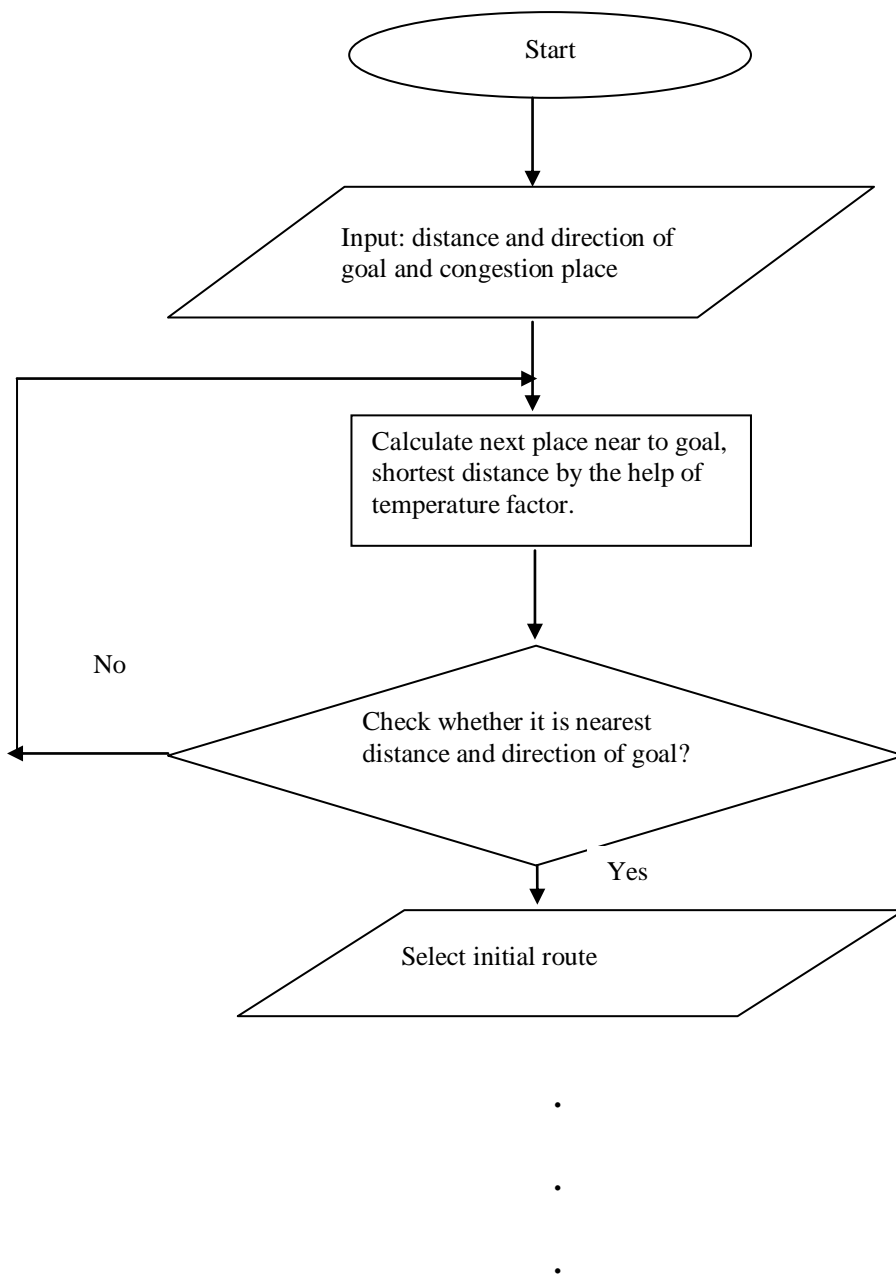 Start
Input: distance and direction of
goal and congestion place
Calculate next place near to goal,
shortest distance by the help of
temperature factor.
No
Check whether it is nearest
distance and direction of goal?
Yes
Select initial route
.
.
.